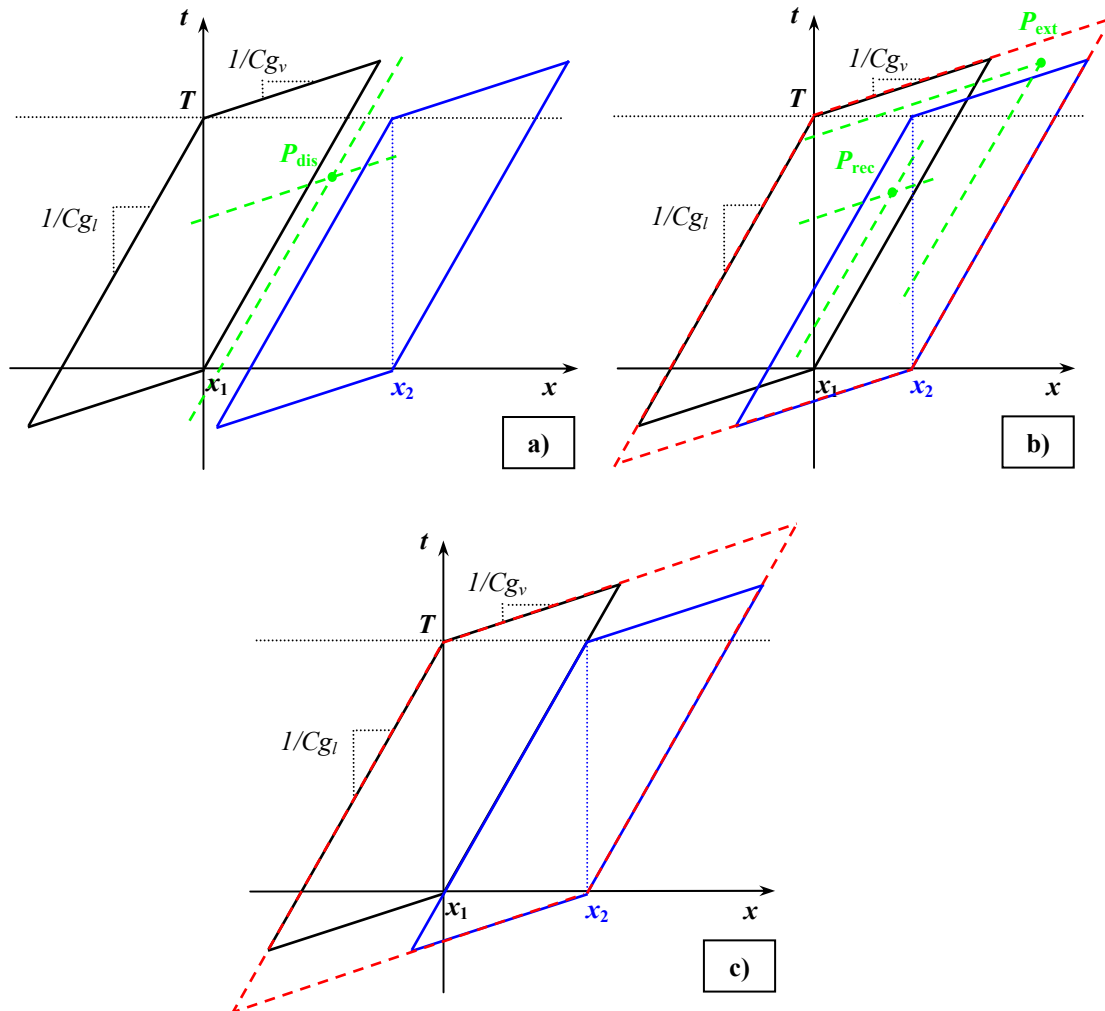 t
1/Cg_v
T
P_dis
1/Cg_l
x_1
x_2
x
a)
t
P_ext
1/Cg_v
T
P_rec
1/Cg_l
x_1
x_2
x
b)
t
1/Cg_v
T
1/Cg_l
x_1
x_2
x
c)